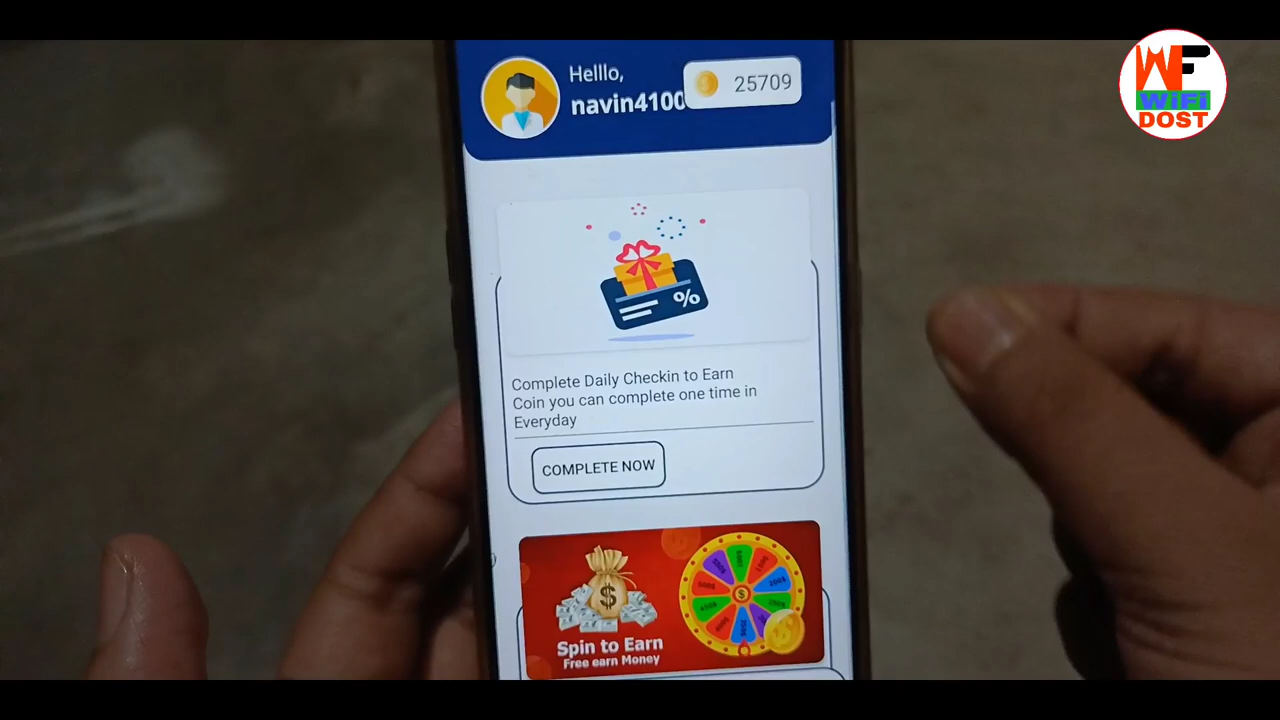 WF
WiFi
DOST
Helllo,
navin4100
25709
%
Complete Daily Checkin to Earn
Coin you can complete one time in
Everyday
COMPLETE NOW
$
$
Spin to Earn
Free earn Money